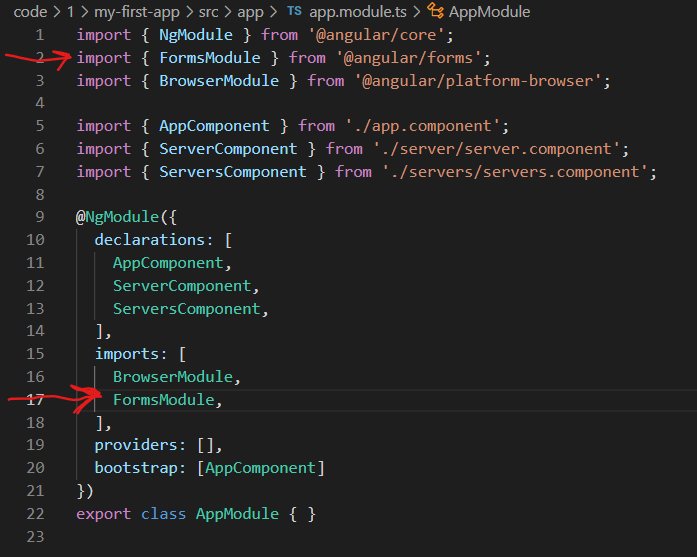 code > 1 > my-first-app > src > app > TS app.module.ts > AppModule
1 import { NgModule } from '@angular/core';
2 import { FormsModule } from '@angular/forms';
3 import { BrowserModule } from '@angular/platform-browser';
4
5 import { AppComponent } from './app.component';
6 import { ServerComponent } from './server/server.component';
7 import { ServersComponent } from './servers/servers.component';
8
9 @NgModule({
10   declarations: [
11     AppComponent,
12     ServerComponent,
13     ServersComponent,
14   ],
15   imports: [
16     BrowserModule,
17     FormsModule,
18   ],
19   providers: [],
20   bootstrap: [AppComponent]
21 })
22 export class AppModule { }
23